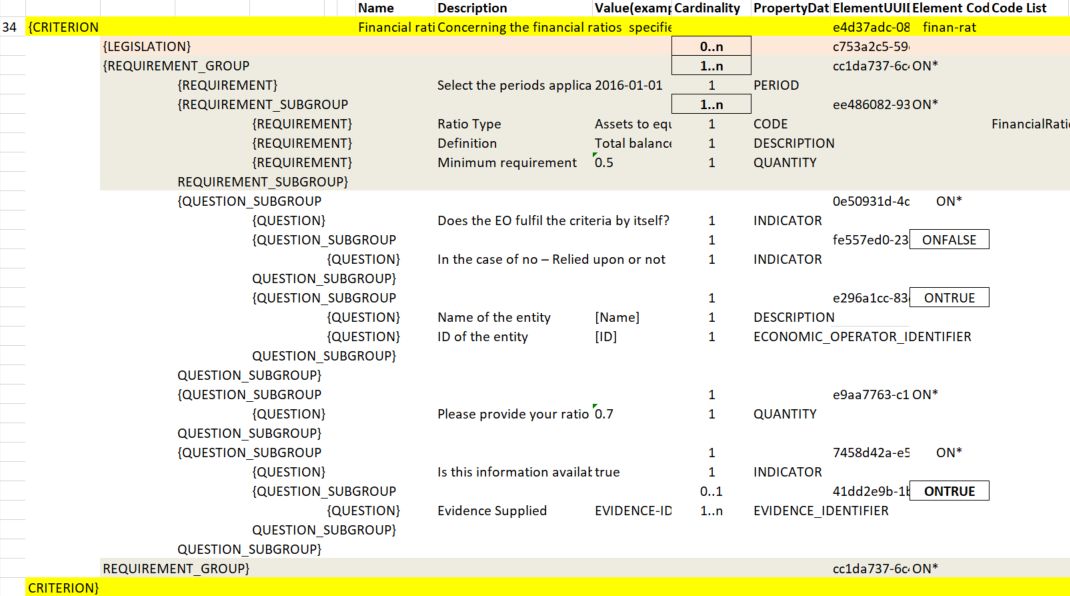 Name Description Value(examp Cardinality PropertyDat ElementUUII Element Cod Code List
34 {CRITERION Financial rati Concerning the financial ratios specifie e4d37adc-08 finan-rat
{LEGISLATION} 0..n c753a2c5-59
{REQUIREMENT_GROUP 1..n cc1da737-6c ON*
{REQUIREMENT} Select the periods applica 2016-01-01 1 PERIOD
{REQUIREMENT_SUBGROUP 1..n ee486082-93 ON*
{REQUIREMENT} Ratio Type Assets to equ 1 CODE FinancialRatio
{REQUIREMENT} Definition Total balance 1 DESCRIPTION
{REQUIREMENT} Minimum requirement 0.5 1 QUANTITY
REQUIREMENT_SUBGROUP}
{QUESTION_SUBGROUP 0e50931d-4c ON*
{QUESTION} Does the EO fulfil the criteria by itself? 1 INDICATOR
{QUESTION_SUBGROUP 1 fe557ed0-23 ONFALSE
{QUESTION} In the case of no – Relied upon or not 1 INDICATOR
QUESTION_SUBGROUP}
{QUESTION_SUBGROUP 1 e296a1cc-83 ONTRUE
{QUESTION} Name of the entity [Name] 1 DESCRIPTION
{QUESTION} ID of the entity [ID] 1 ECONOMIC_OPERATOR_IDENTIFIER
QUESTION_SUBGROUP}
QUESTION_SUBGROUP}
{QUESTION_SUBGROUP 1 e9aa7763-c1 ON*
{QUESTION} Please provide your ratio 0.7 1 QUANTITY
QUESTION_SUBGROUP}
{QUESTION_SUBGROUP 1 7458d42a-e5 ON*
{QUESTION} Is this information availat true 1 INDICATOR
{QUESTION_SUBGROUP 0..1 41dd2e9b-1b ONTRUE
{QUESTION} Evidence Supplied EVIDENCE-ID 1..n EVIDENCE_IDENTIFIER
QUESTION_SUBGROUP}
QUESTION_SUBGROUP}
REQUIREMENT_GROUP} cc1da737-6c ON*
CRITERION}